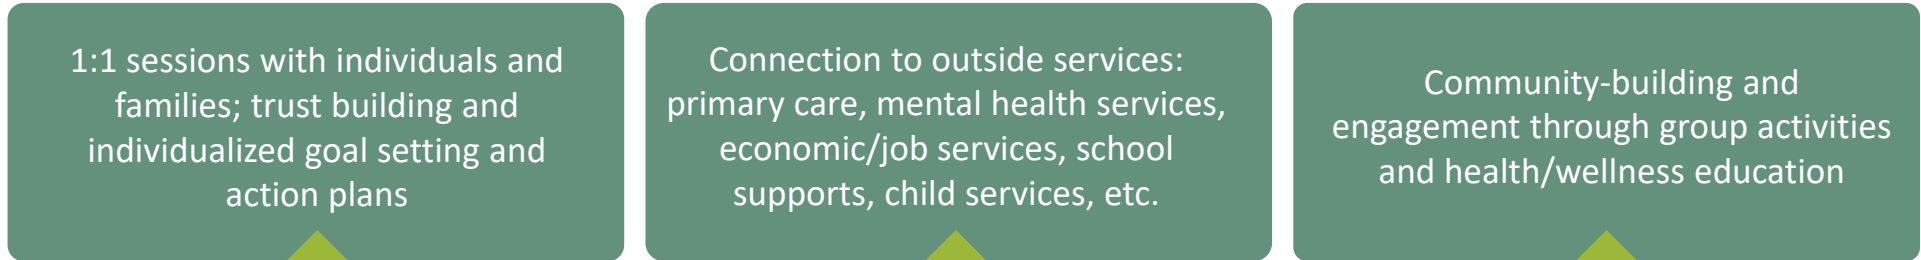 1:1 sessions with individuals and
families; trust building and
individualized goal setting and
action plans
Connection to outside services:
primary care, mental health services,
economic/job services, school
supports, child services, etc.
Community-building and
engagement through group activities
and health/wellness education